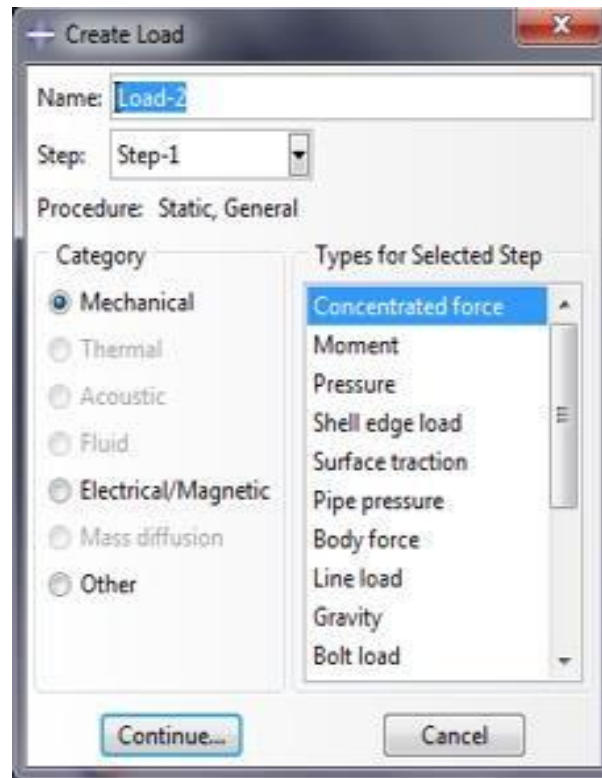 Create Load
Name: Load-2
Step: Step-1
Procedure: Static, General
Category
Mechanical
Thermal
Acoustic
Fluid
Electrical/Magnetic
Mass diffusion
Other
Types for Selected Step
Concentrated force
Moment
Pressure
Shell edge load
Surface traction
Pipe pressure
Body force
Line load
Gravity
Bolt load
Continue...
Cancel